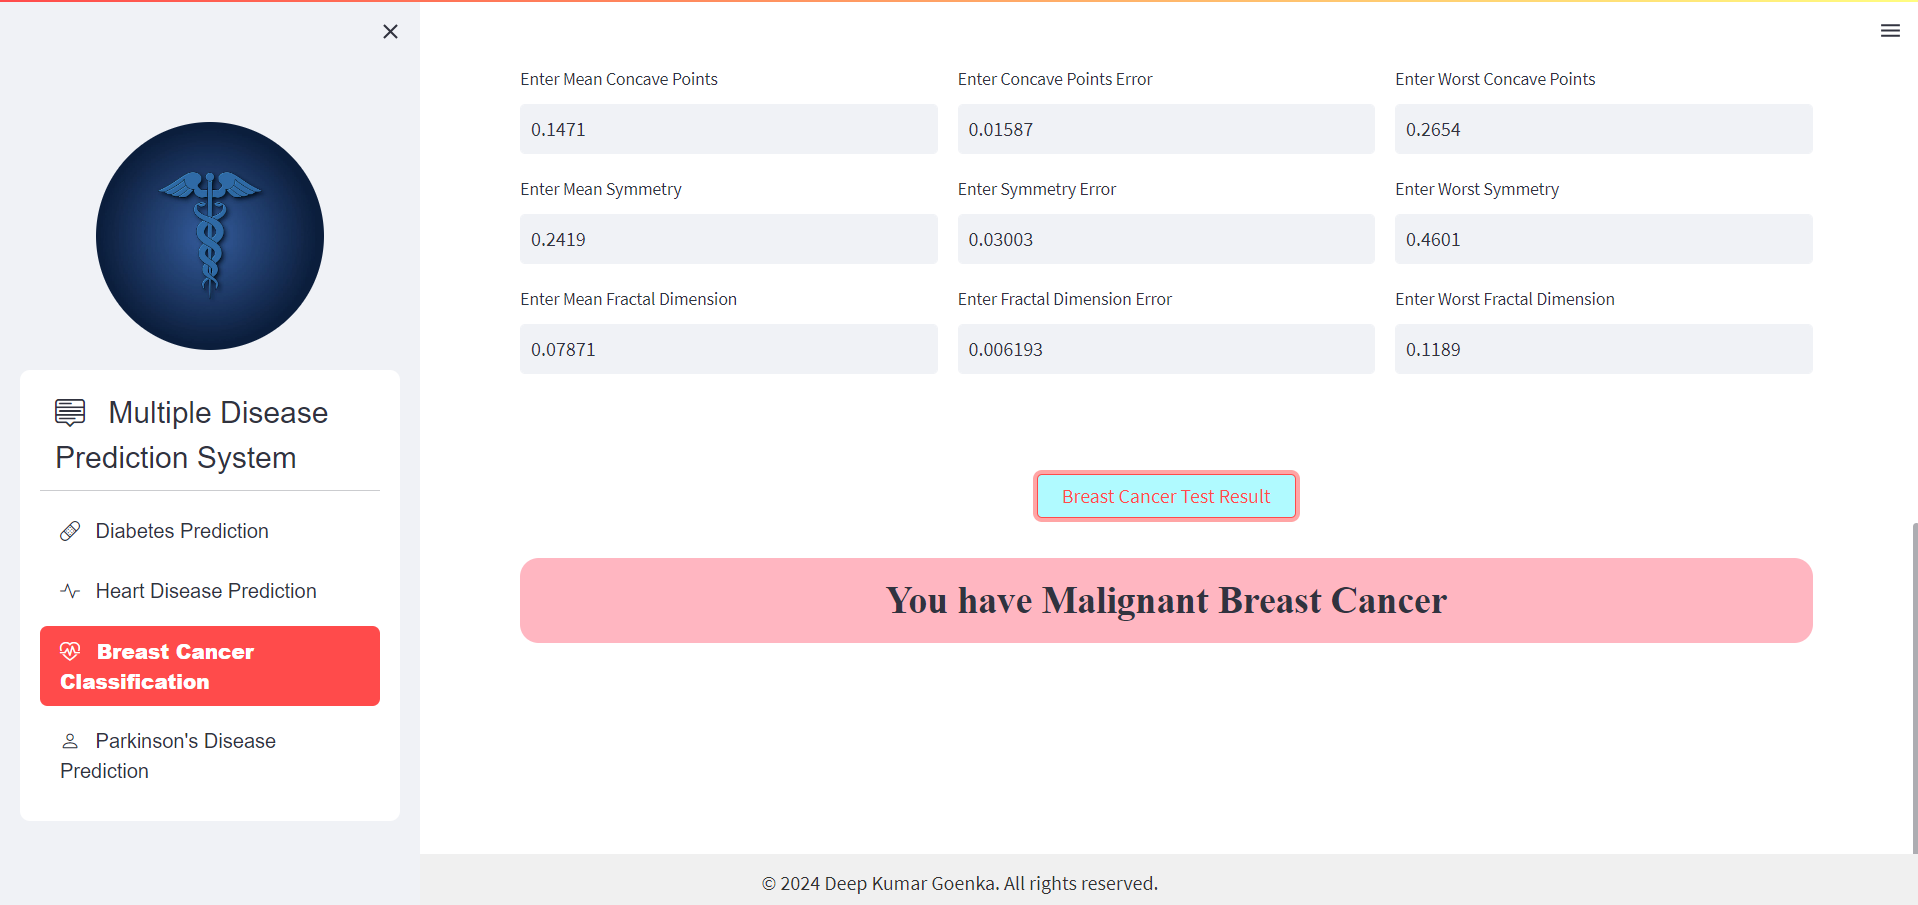 Multiple Disease
Prediction System
Diabetes Prediction
Heart Disease Prediction
Breast Cancer
Classification
Parkinson's Disease
Prediction
Enter Mean Concave Points
Enter Concave Points Error
Enter Worst Concave Points
0.1471
0.01587
0.2654
Enter Mean Symmetry
Enter Symmetry Error
Enter Worst Symmetry
0.2419
0.03003
0.4601
Enter Mean Fractal Dimension
Enter Fractal Dimension Error
Enter Worst Fractal Dimension
0.07871
0.006193
0.1189
Breast Cancer Test Result
You have Malignant Breast Cancer
© 2024 Deep Kumar Goenka. All rights reserved.